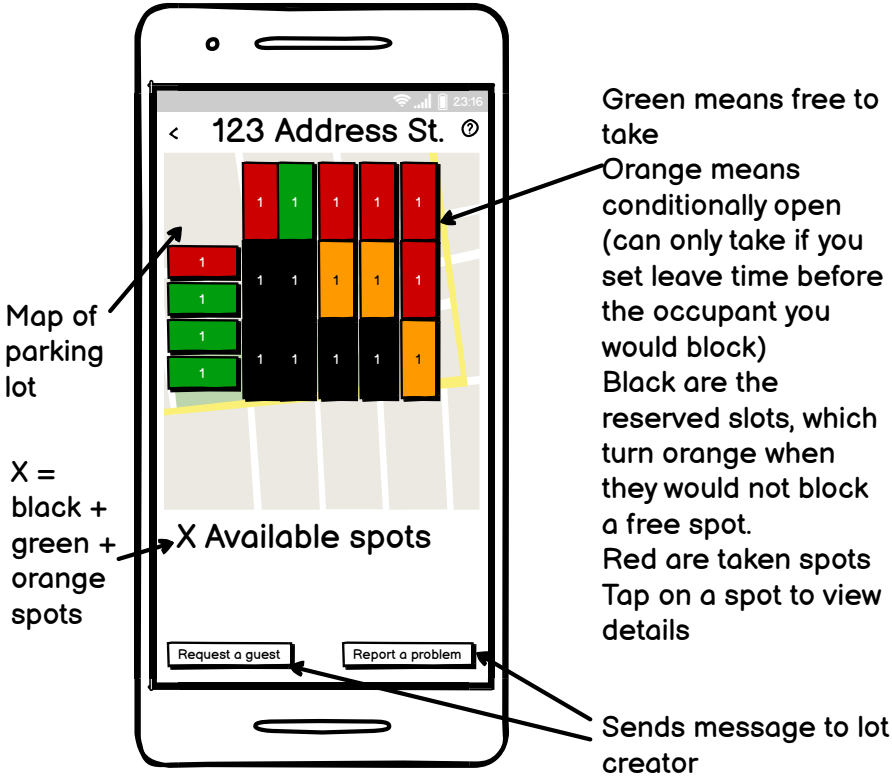 23:16
<
123 Address St.
?
1 1 1 1 1
1
1 1 1 1 1
1
1
1 1 1 1 1
1
X Available spots
Request a guest
Report a problem
Map of
parking
lot
X =
black +
green +
orange
spots
Green means free to
take
Orange means
conditionally open
(can only take if you
set leave time before
the occupant you
would block)
Black are the
reserved slots, which
turn orange when
they would not block
a free spot.
Red are taken spots
Tap on a spot to view
details
Sends message to lot
creator